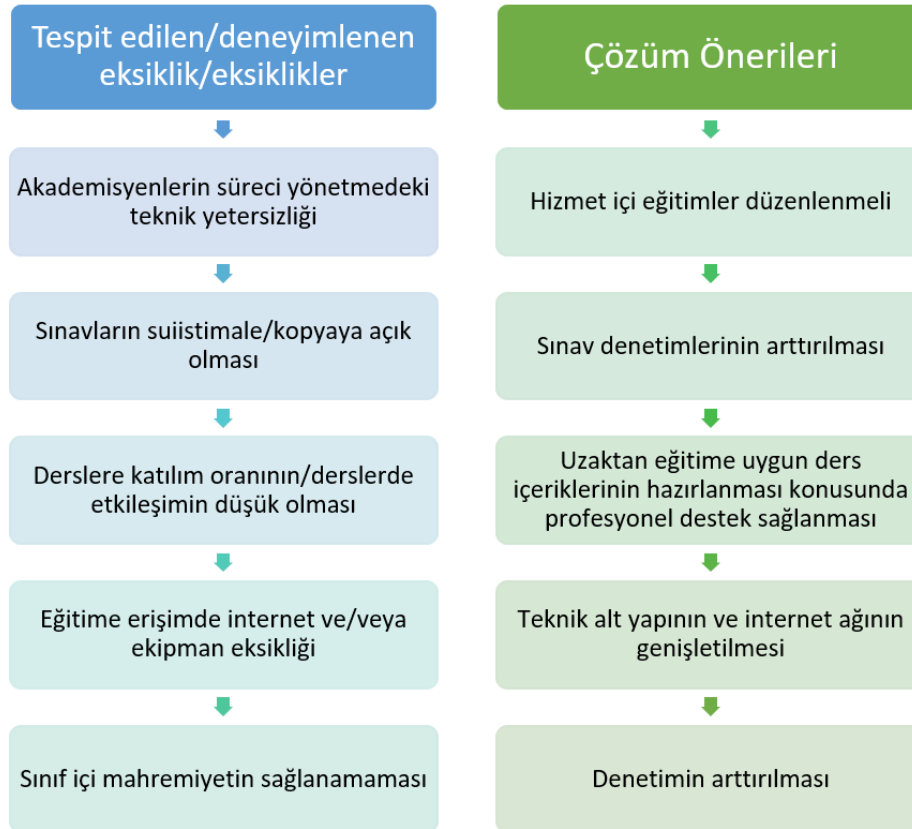 Tespit edilen/deneyimlenen
eksiklik/eksiklikler
Akademisyenlerin süreci yönetmedeki
teknik yetersizliği
Sınavların suiistimale/kopyaya açık
olması
Derslere katılım oranının/derslerde
etkileşimin düşük olması
Eğitime erişimde internet ve/veya
ekipman eksikliği
Sınıf içi mahremiyetin sağlanamaması
Çözüm Önerileri
Hizmet içi eğitimler düzenlenmeli
Sınav denetimlerinin arttırılması
Uzaktan eğitime uygun ders
içeriklerinin hazırlanması konusunda
profesyonel destek sağlanması
Teknik alt yapının ve internet ağının
genişletilmesi
Denetimin arttırılması